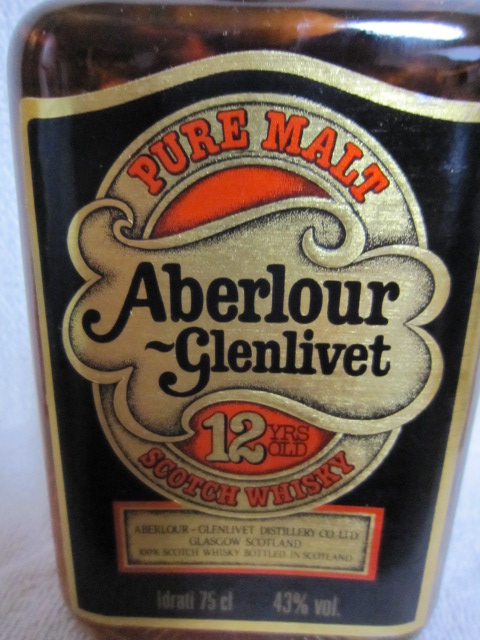 PURE MALT
Aberlour
~Glenlivet
12 YRS OLD
SCOTCH WHISKY
ABERLOUR - GLENLIVET DISTILLERY CO. LTD.
GLASGOW SCOTLAND
100% SCOTCH WHISKY BOTTLED IN SCOTLAND
Idrati 75 cl 43% vol.